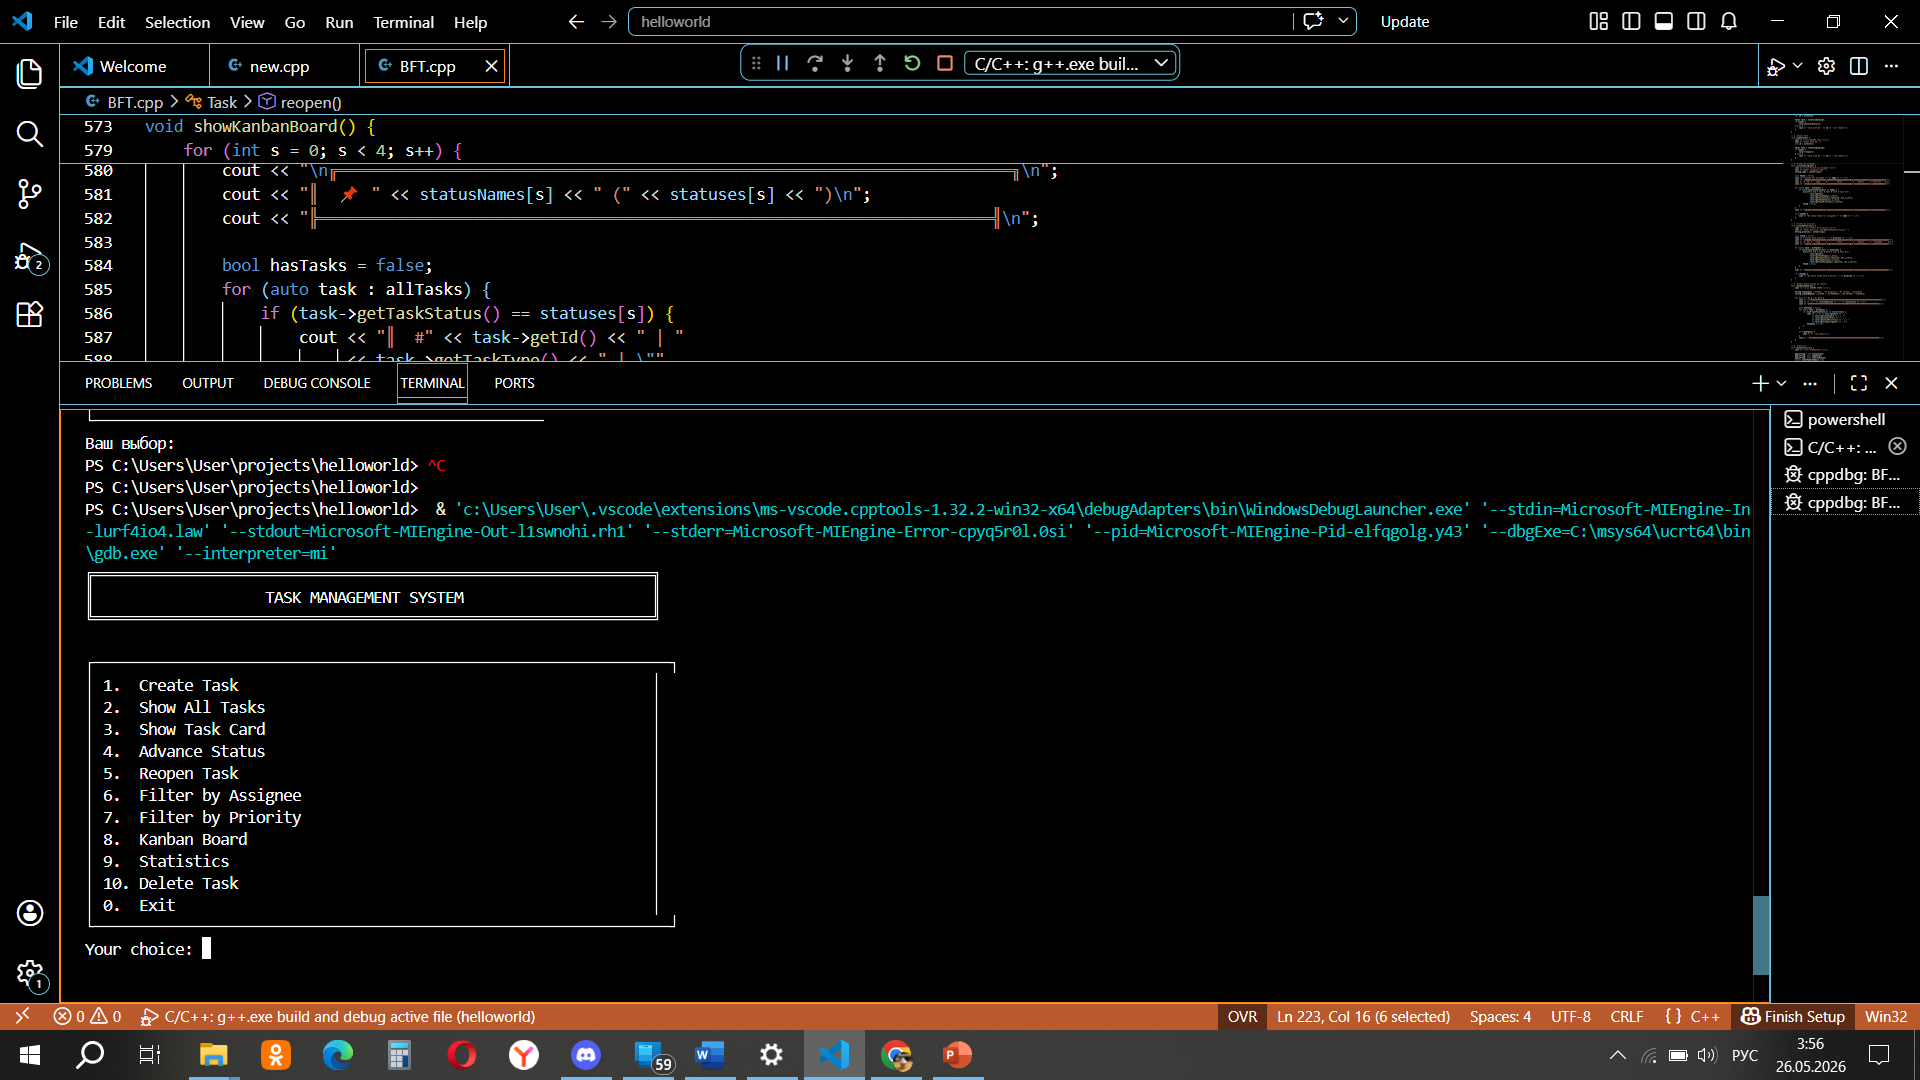 File Edit Selection View Go Run Terminal Help
helloworld
Update
Welcome
new.cpp
BFT.cpp
C/C++: g++.exe buil...
BFT.cpp > Task > reopen()
573 void showKanbanBoard() {
579 for (int s = 0; s < 4; s++) {
580 cout << "\n╔══════════════════════════════════════════════════════════════════════════╗\n";
581 cout << "║ 📌 " << statusNames[s] << " (" << statuses[s] << ")\n";
582 cout << "╠══════════════════════════════════════════════════════════════════════════╣\n";
583
584 bool hasTasks = false;
585 for (auto task : allTasks) {
586 if (task->getTaskStatus() == statuses[s]) {
587 cout << "║ #" << task->getId() << " | "
588 << task->getTaskType() << " | \""
PROBLEMS OUTPUT DEBUG CONSOLE TERMINAL PORTS
Ваш выбор:
PS C:\Users\User\projects\helloworld> ^C
PS C:\Users\User\projects\helloworld>
PS C:\Users\User\projects\helloworld> & 'c:\Users\User\.vscode\extensions\ms-vscode.cpptools-1.32.2-win32-x64\debugAdapters\bin\WindowsDebugLauncher.exe' '--stdin=Microsoft-MIEngine-In
-lurf4io4.law' '--stdout=Microsoft-MIEngine-Out-l1swnohi.rh1' '--stderr=Microsoft-MIEngine-Error-cpyq5r0l.0si' '--pid=Microsoft-MIEngine-Pid-elfqgolg.y43' '--dbgExe=C:\msys64\ucrt64\bin
\gdb.exe' '--interpreter=mi'
TASK MANAGEMENT SYSTEM
1. Create Task
2. Show All Tasks
3. Show Task Card
4. Advance Status
5. Reopen Task
6. Filter by Assignee
7. Filter by Priority
8. Kanban Board
9. Statistics
10. Delete Task
0. Exit
Your choice:
powershell
C/C++: ...
cppdbg: BF...
cppdbg: BF...
2
1
0 0 C/C++: g++.exe build and debug active file (helloworld)
OVR Ln 223, Col 16 (6 selected) Spaces: 4 UTF-8 CRLF {} C++ Finish Setup Win32
59
РУС
3:56
26.05.2026